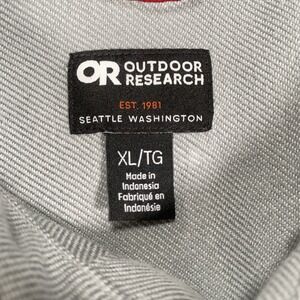 OR OUTDOOR
RESEARCH
EST. 1981
SEATTLE WASHINGTON
XL/TG
Made in
Indonesia
Fabriqué en
Indonésie